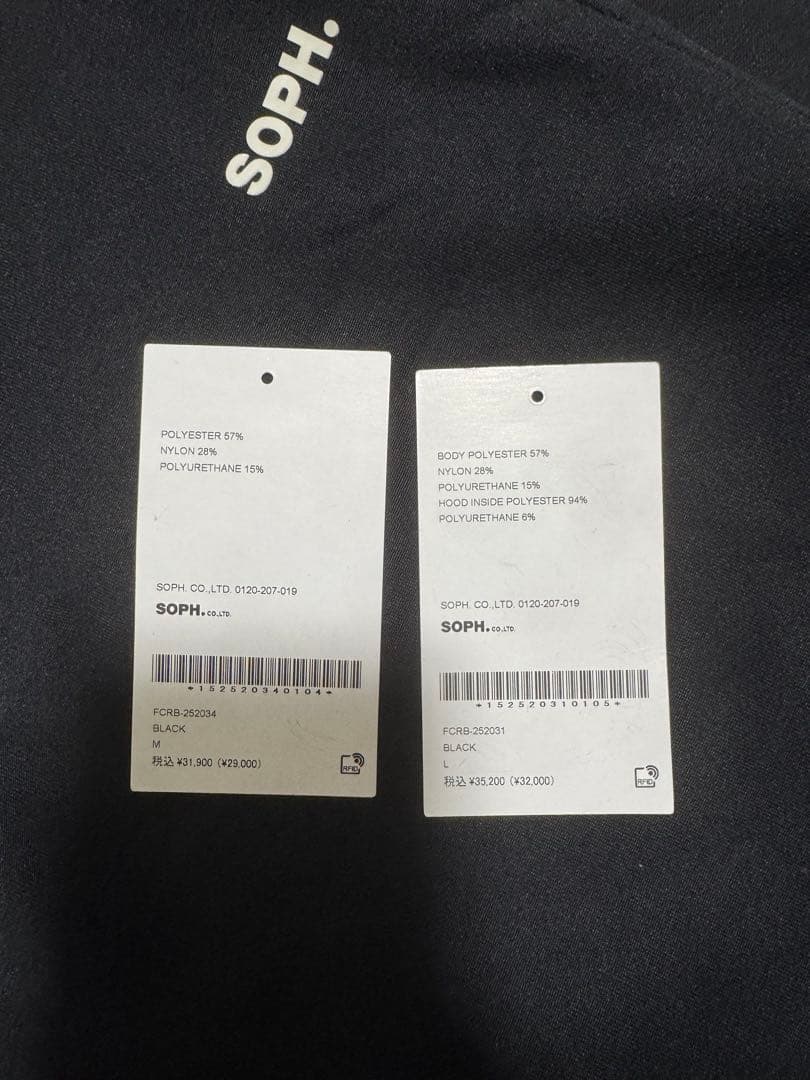 SOPH.
POLYESTER 57%
NYLON 28%
POLYURETHANE 15%
SOPH. CO.,LTD. 0120-207-019
SOPH.CO.,LTD.
*152520340104*
FCRB-252034
BLACK
M
税込 ¥31,900 (¥29,000)
RFID
BODY POLYESTER 57%
NYLON 28%
POLYURETHANE 15%
HOOD INSIDE POLYESTER 94%
POLYURETHANE 6%
SOPH. CO.,LTD. 0120-207-019
SOPH.CO.,LTD.
*152520310105*
FCRB-252031
BLACK
L
税込 ¥35,200 (¥32,000)
RFID